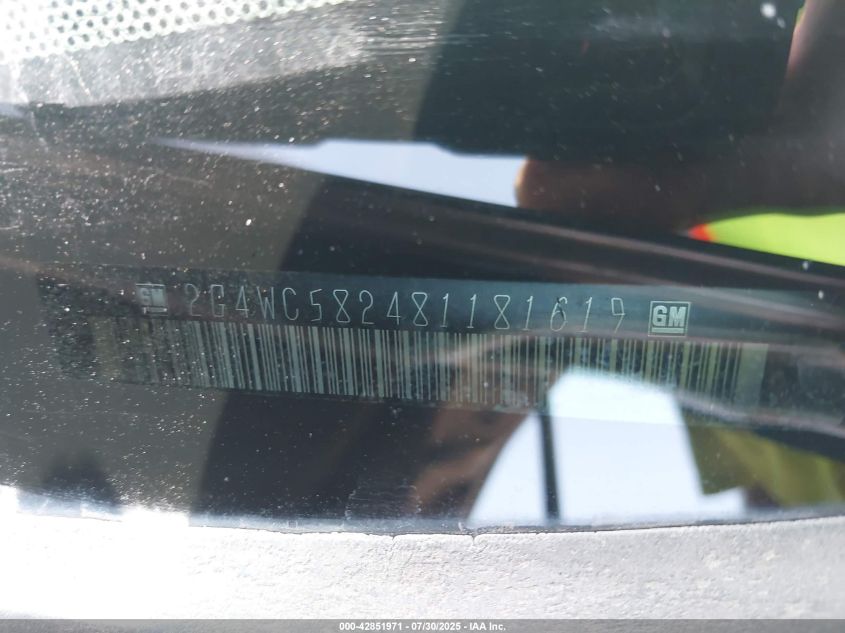 GM 2G4WC582481181619 GM
000-42851971 - 07/30/2025 - IAA Inc.